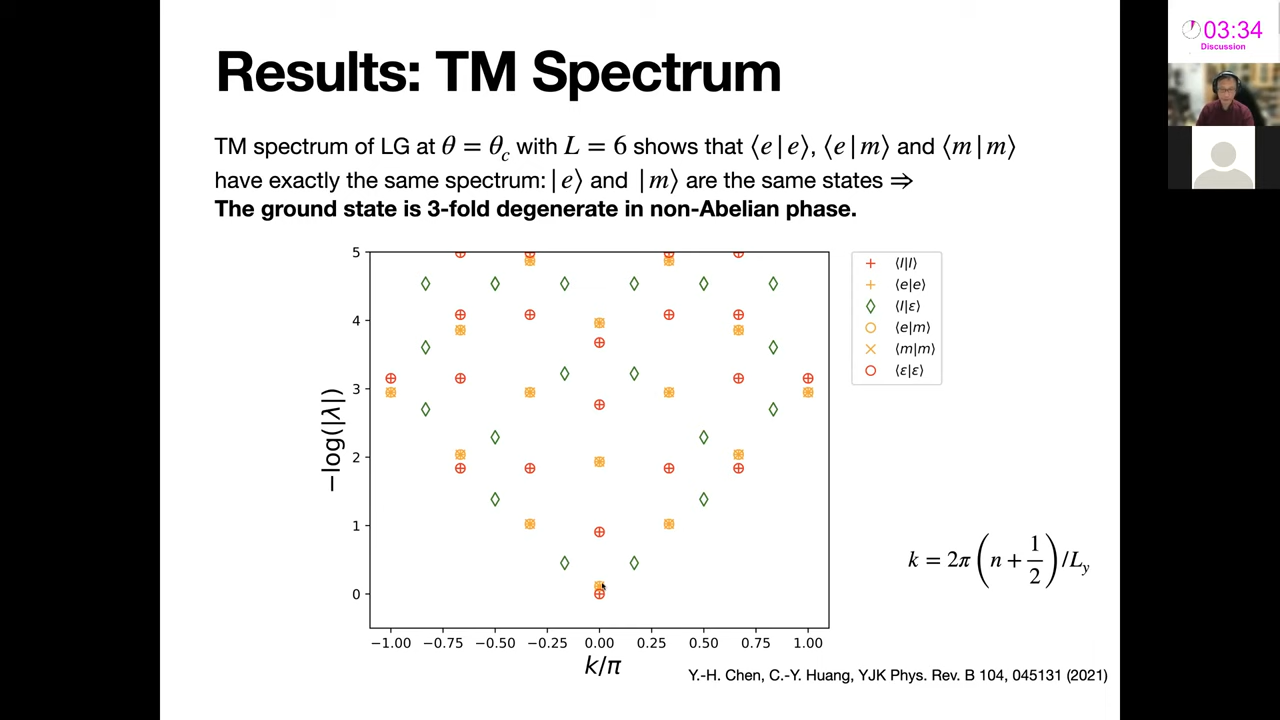 Results: TM Spectrum
TM spectrum of LG at θ = θ_c with L = 6 shows that ⟨e|e⟩, ⟨e|m⟩ and ⟨m|m⟩
have exactly the same spectrum: |e⟩ and |m⟩ are the same states ⇒
The ground state is 3-fold degenerate in non-Abelian phase.
5
4
3
2
1
0
−log(|λ|)
−1.00 −0.75 −0.50 −0.25 0.00 0.25 0.50 0.75 1.00
k/π
⟨I|I⟩
⟨e|e⟩
⟨I|ε⟩
⟨e|m⟩
⟨m|m⟩
⟨ε|ε⟩
k = 2π(n + 1/2)/L_y
Y.-H. Chen, C.-Y. Huang, YJK Phys. Rev. B 104, 045131 (2021)
03:34
Discussion